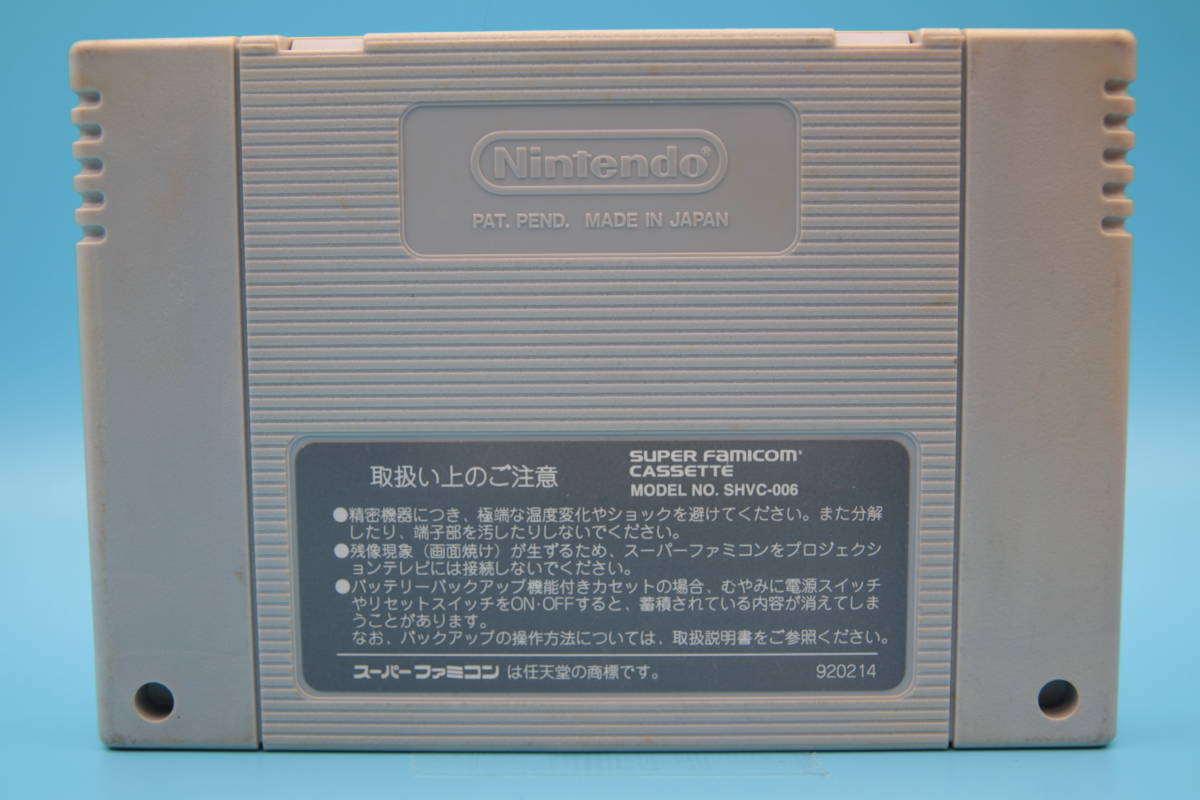 Nintendo®
PAT. PEND. MADE IN JAPAN
取扱い上のご注意
SUPER FAMICOM®
CASSETTE
MODEL NO. SHVC-006
●精密機器につき、極端な温度変化やショックを避けてください。また分解
したり、端子部を汚したりしないでください。
●残像現象（画面焼け）が生ずるため、スーパーファミコンをプロジェクシ
ョンテレビには接続しないでください。
●バッテリーバックアップ機能付きカセットの場合、むやみに電源スイッチ
やリセットスイッチをON·OFFすると、蓄積されている内容が消えてしま
うことがあります。
なお、バックアップの操作方法については、取扱説明書をご参照ください。
スーパーファミコン は任天堂の商標です。
920214